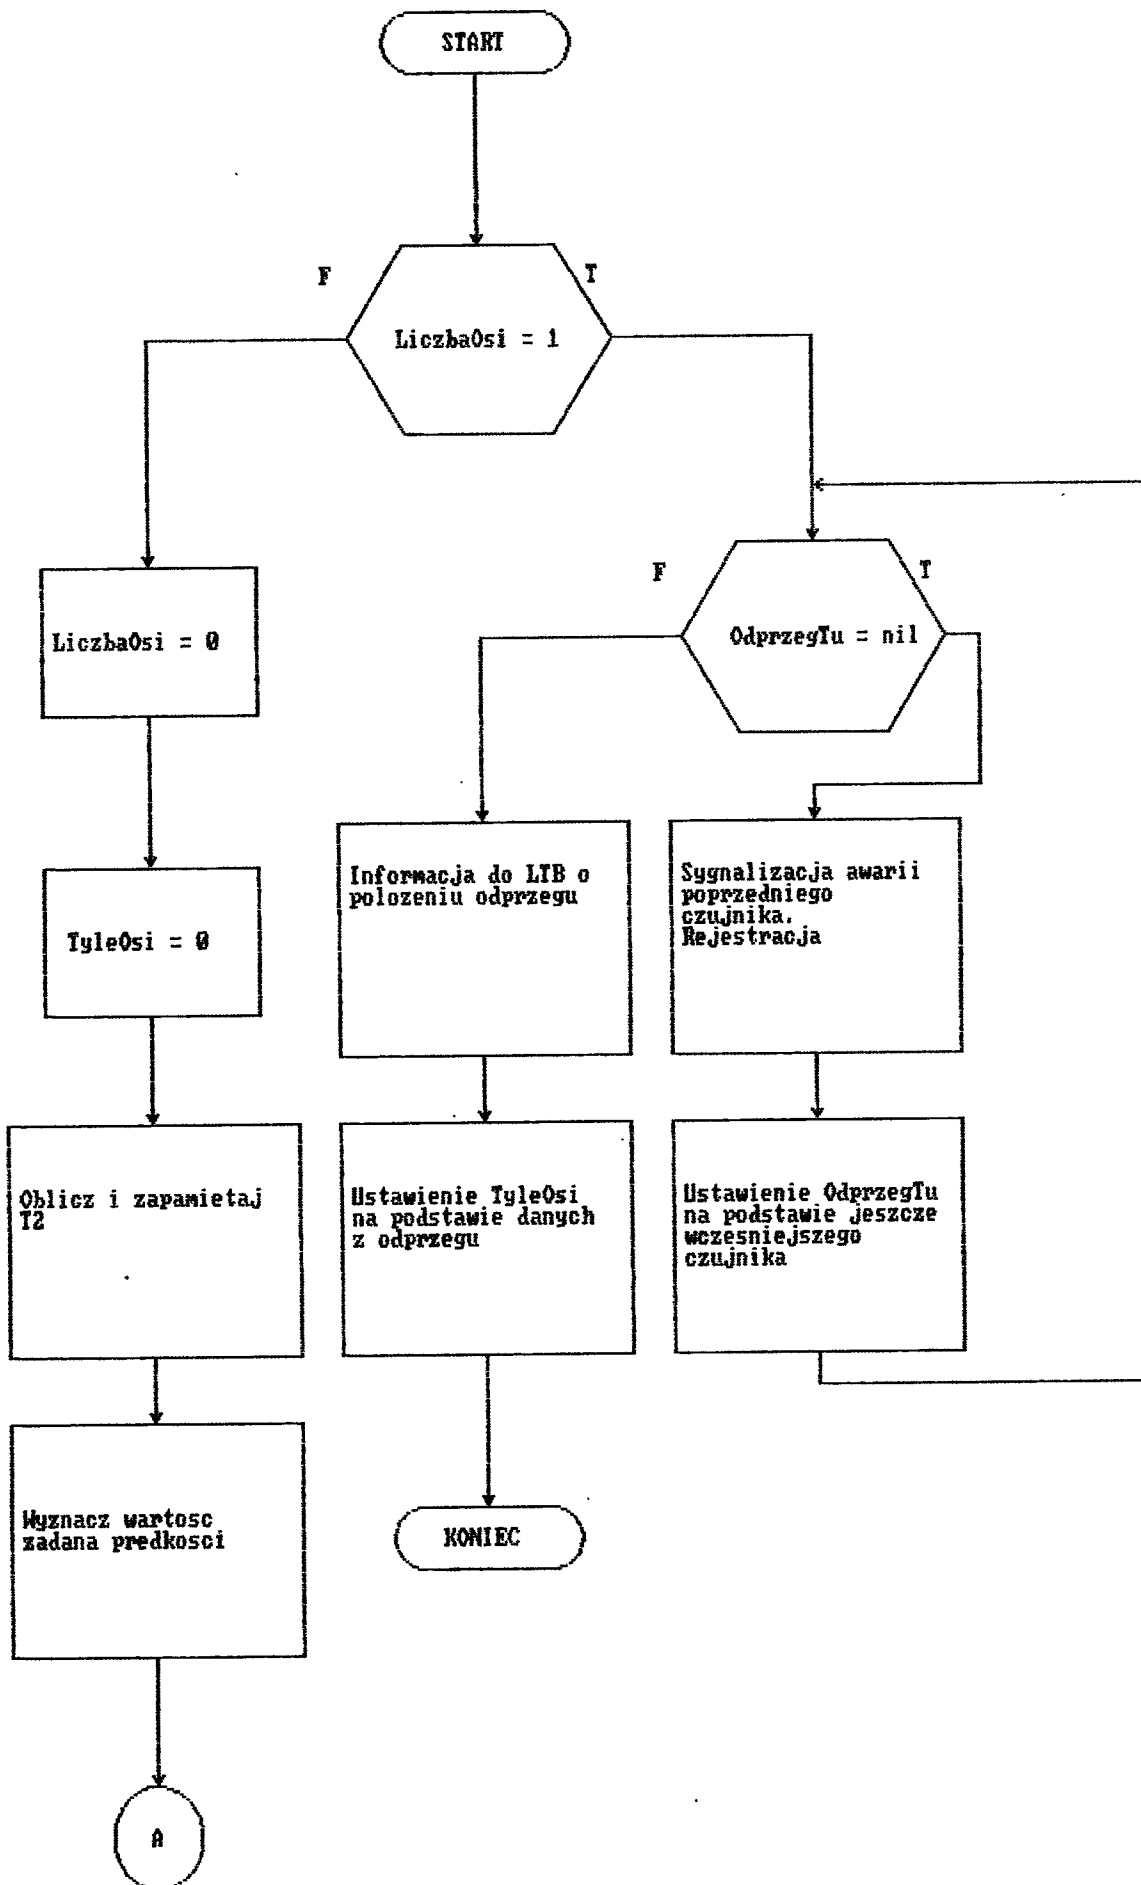 START
F
T
LiczbaOsi = 1
F
T
OdprzegTu = nil
LiczbaOsi = 0
TyleOsi = 0
Informacja do LTB o
polozeniu odprzegu
Sygnalizacja awarii
poprzedniego
czujnika.
Rejestracja
Oblicz i zapamietaj
T2
Ustawienie TyleOsi
na podstawie danych
z odprzegu
Ustawienie OdprzegTu
na podstawie jeszcze
wczesniejszego
czujnika
Wyznacz wartosc
zadana predkosci
KONIEC
A